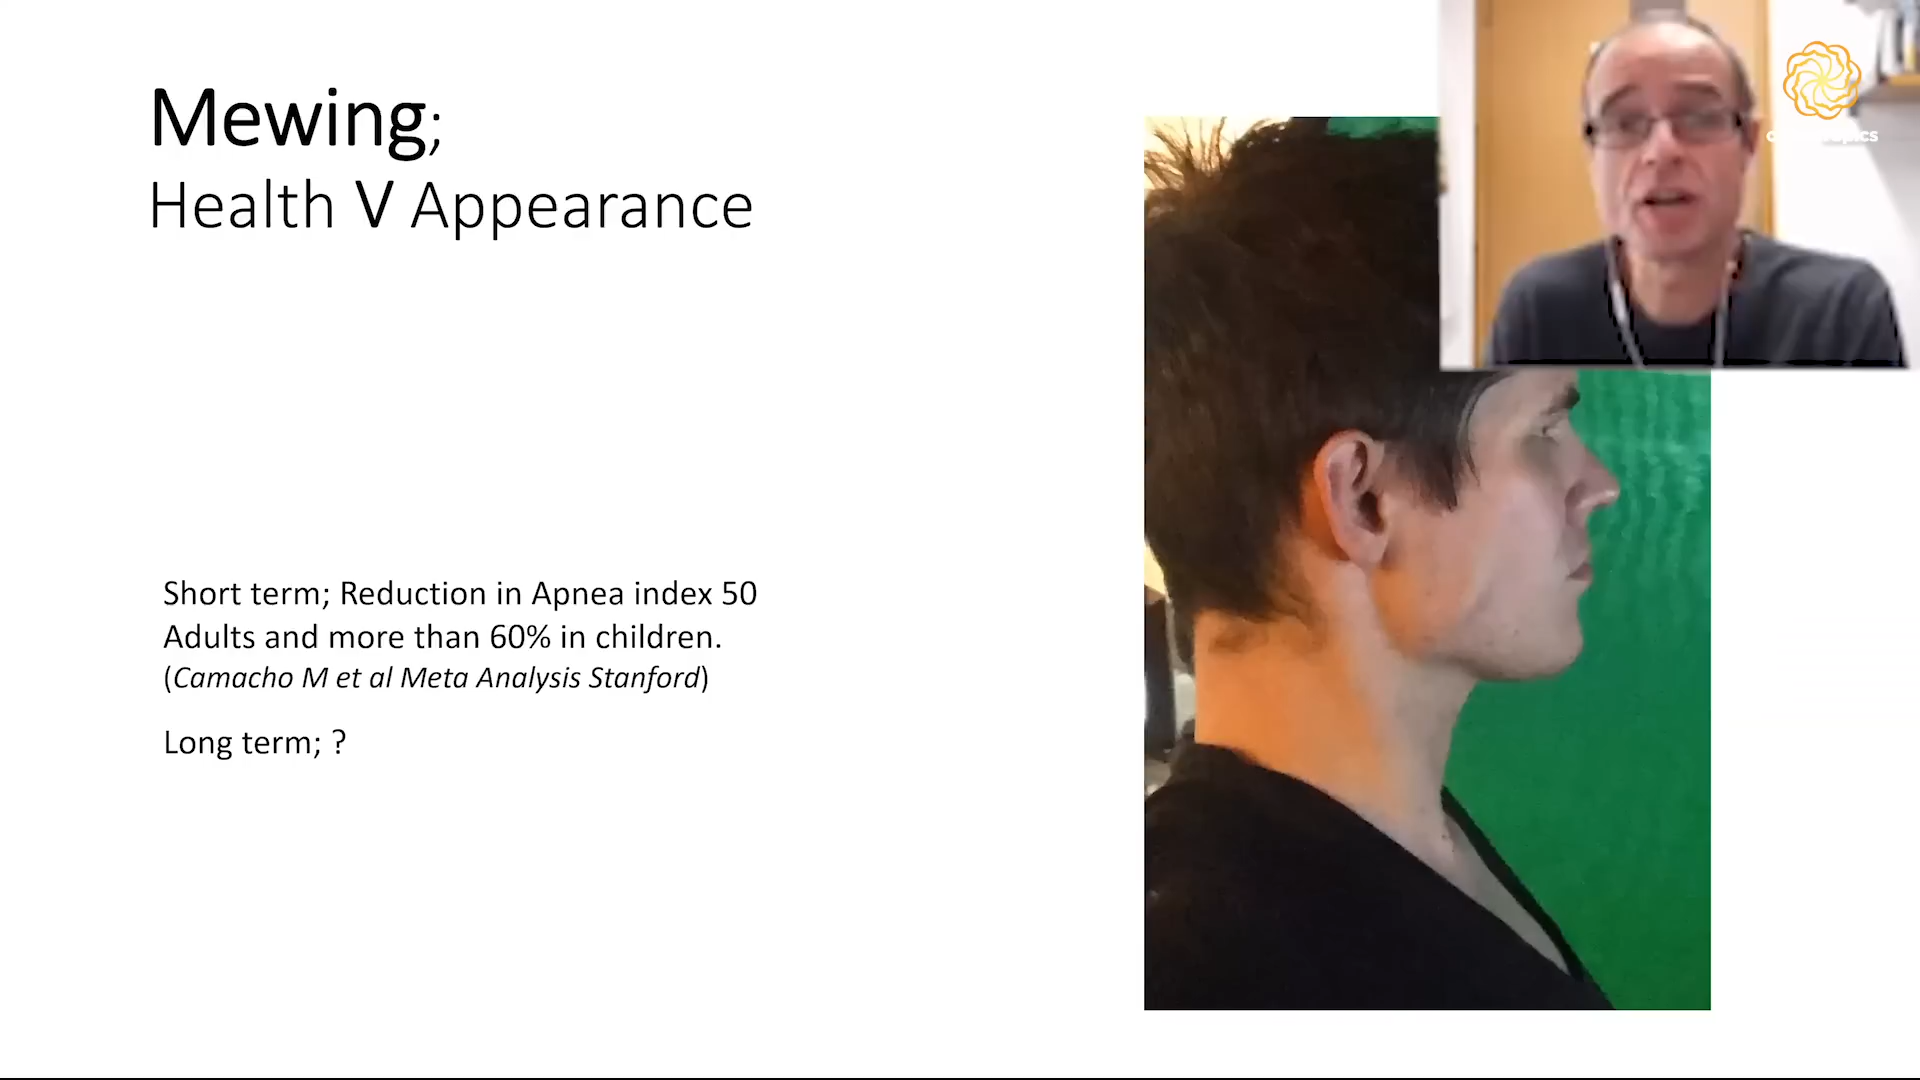 Mewing;
Health V Appearance
Short term; Reduction in Apnea index 50
Adults and more than 60% in children.
(Camacho M et al Meta Analysis Stanford)
Long term; ?